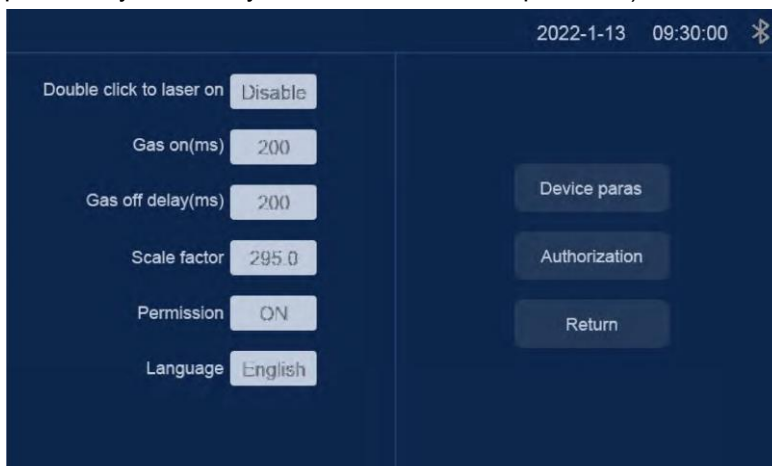 2022-1-13 09:30:00
Double click to laser on Disable
Gas on(ms) 200
Gas off delay(ms) 200
Scale factor 295.0
Permission ON
Language English
Device paras
Authorization
Return